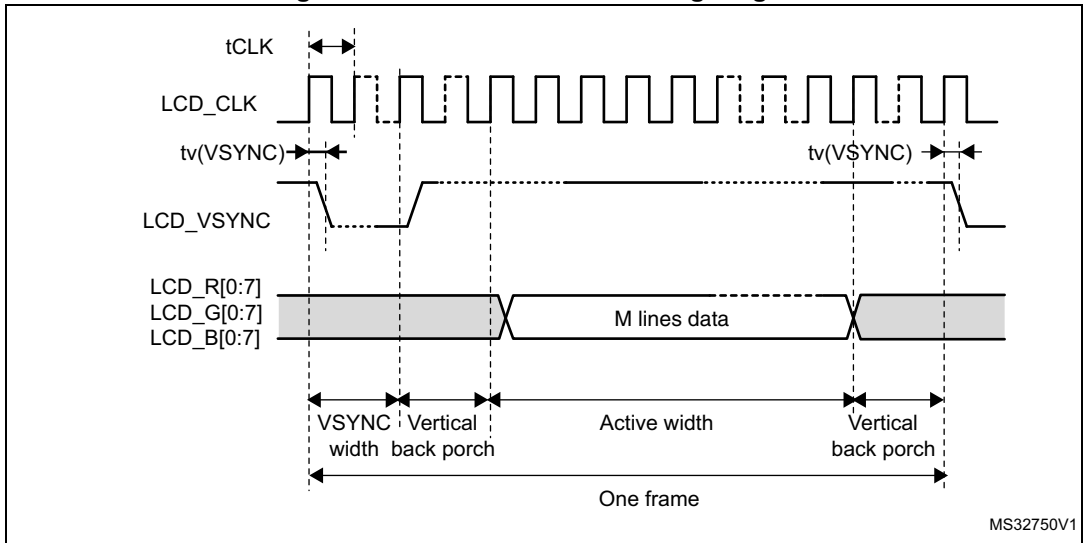 tCLK
LCD_CLK
tv(VSYNC)
tv(VSYNC)
LCD_VSYNC
LCD_R[0:7]
LCD_G[0:7]
LCD_B[0:7]
M lines data
VSYNC width
Vertical back porch
Active width
Vertical back porch
One frame
MS32750V1